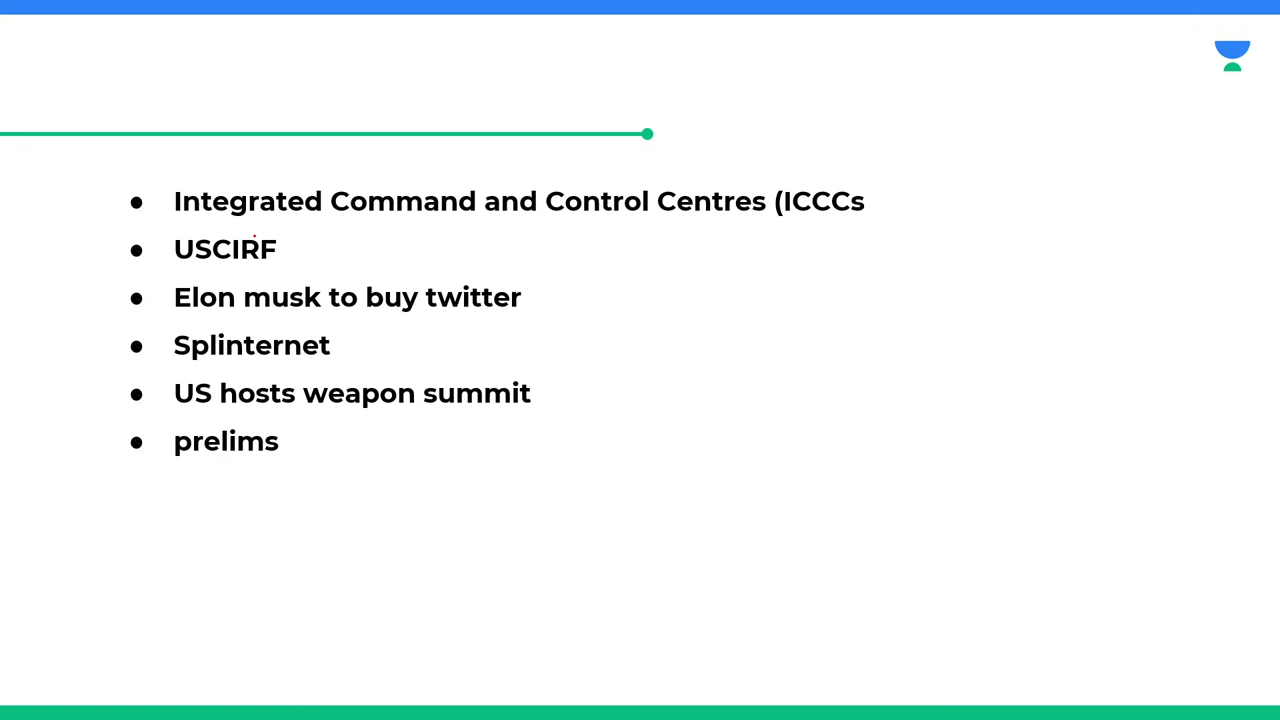 ● Integrated Command and Control Centres (ICCCs
● USCIRF
● Elon musk to buy twitter
● Splinternet
● US hosts weapon summit
● prelims